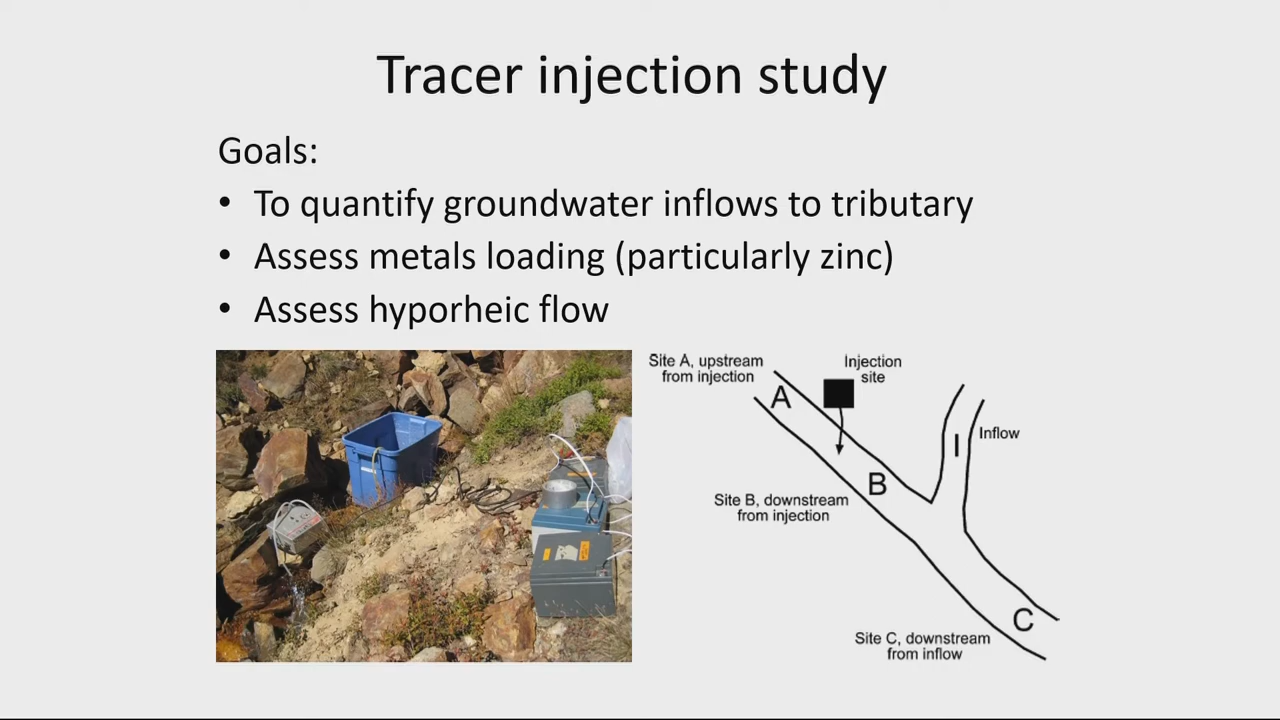 Tracer injection study
Goals:
• To quantify groundwater inflows to tributary
• Assess metals loading (particularly zinc)
• Assess hyporheic flow
Site A, upstream
from injection
Injection
site
A
I
Inflow
B
Site B, downstream
from injection
C
Site C, downstream
from inflow